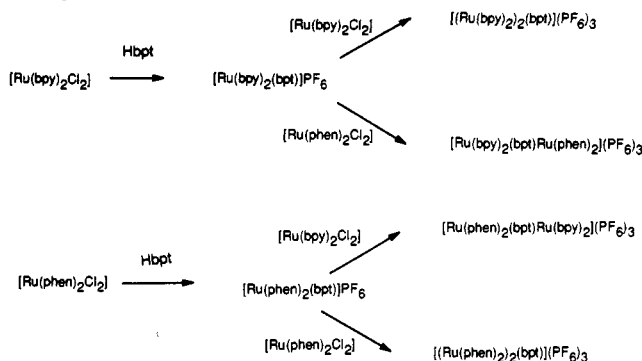 [Ru(bpy)₂Cl₂]
Hbpt
[Ru(bpy)₂(bpt)]PF₆
[Ru(bpy)₂Cl₂]
[(Ru(bpy)₂)₂(bpt)](PF₆)₃
[Ru(phen)₂Cl₂]
[Ru(bpy)₂(bpt)Ru(phen)₂](PF₆)₃
[Ru(phen)₂Cl₂]
Hbpt
[Ru(phen)₂(bpt)]PF₆
[Ru(bpy)₂Cl₂]
[Ru(phen)₂(bpt)Ru(bpy)₂](PF₆)₃
[Ru(phen)₂Cl₂]
[(Ru(phen)₂)₂(bpt)](PF₆)₃